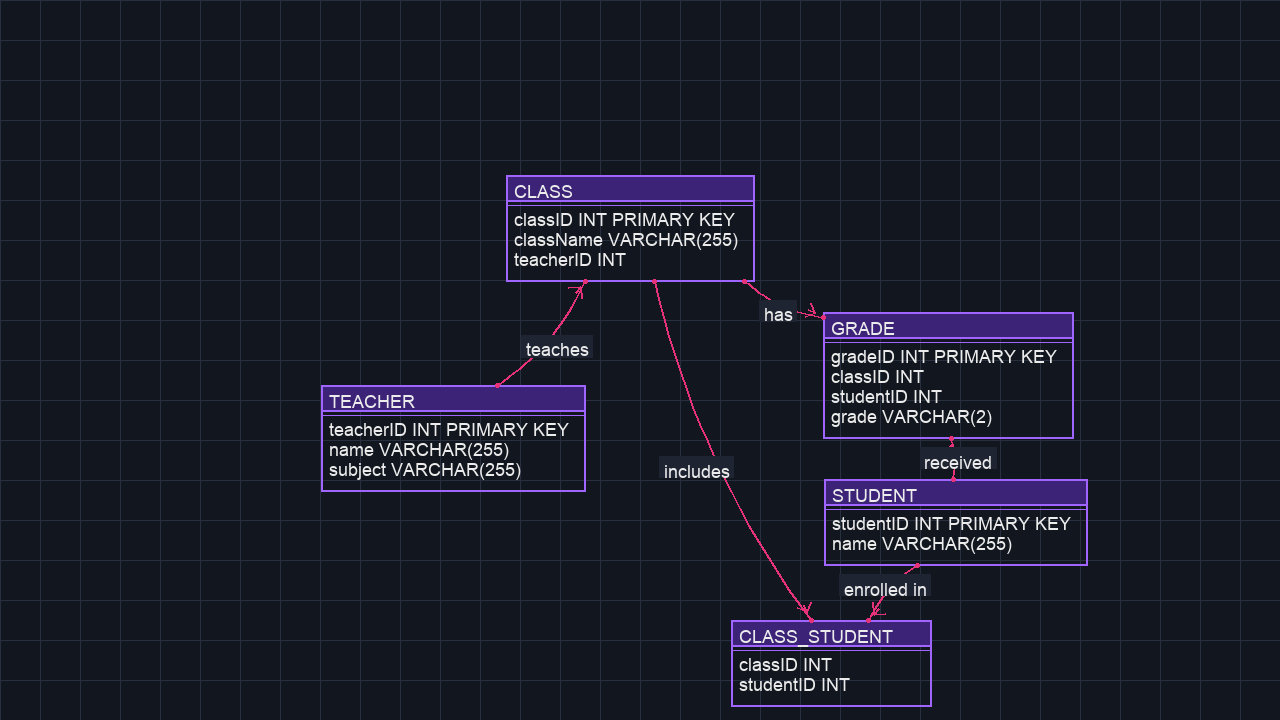 CLASS
classID INT PRIMARY KEY
className VARCHAR(255)
teacherID INT
has
GRADE
gradeID INT PRIMARY KEY
classID INT
studentID INT
grade VARCHAR(2)
teaches
TEACHER
teacherID INT PRIMARY KEY
name VARCHAR(255)
subject VARCHAR(255)
includes
received
STUDENT
studentID INT PRIMARY KEY
name VARCHAR(255)
enrolled in
CLASS_STUDENT
classID INT
studentID INT